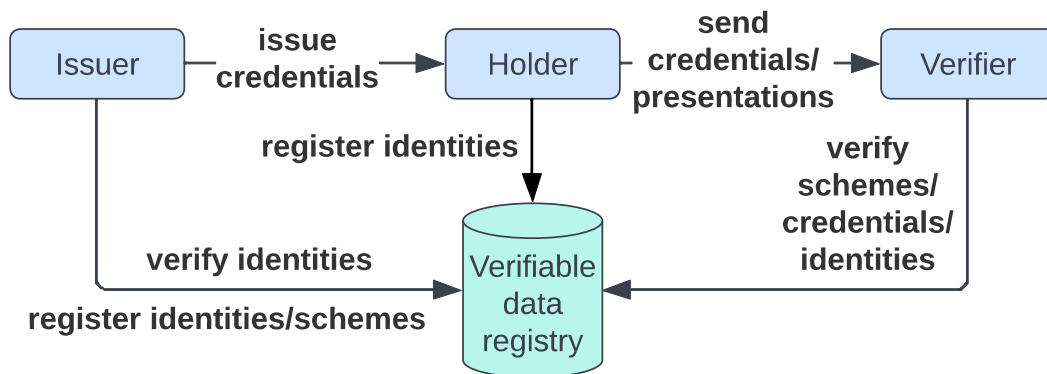 Issuer
issue
credentials
Holder
send
credentials/
presentations
Verifier
register identities
verify
schemes/
credentials/
identities
verify identities
register identities/schemes
Verifiable
data
registry